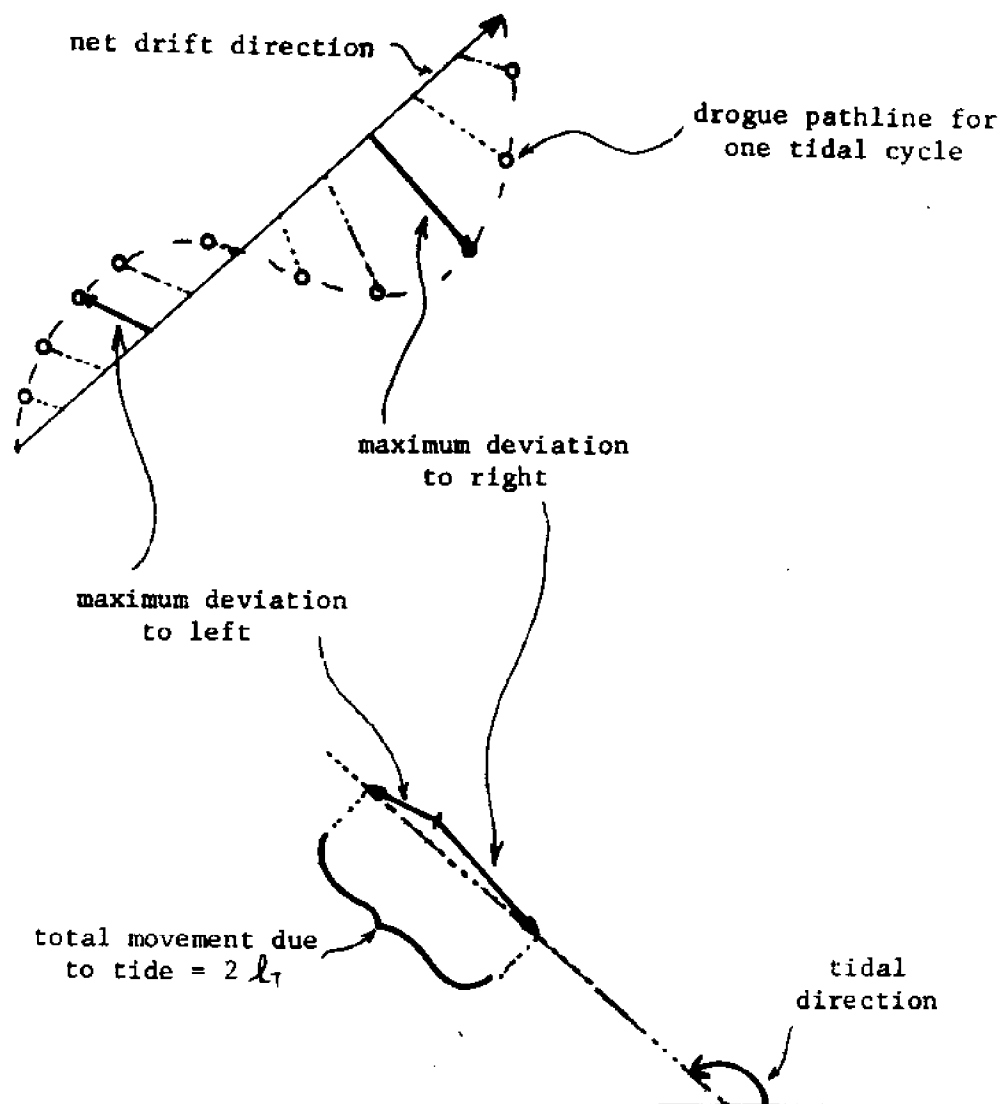 net drift direction
drogue pathline for
one tidal cycle
maximum deviation
to right
maximum deviation
to left
total movement due
to tide = 2 ℓT
tidal
direction